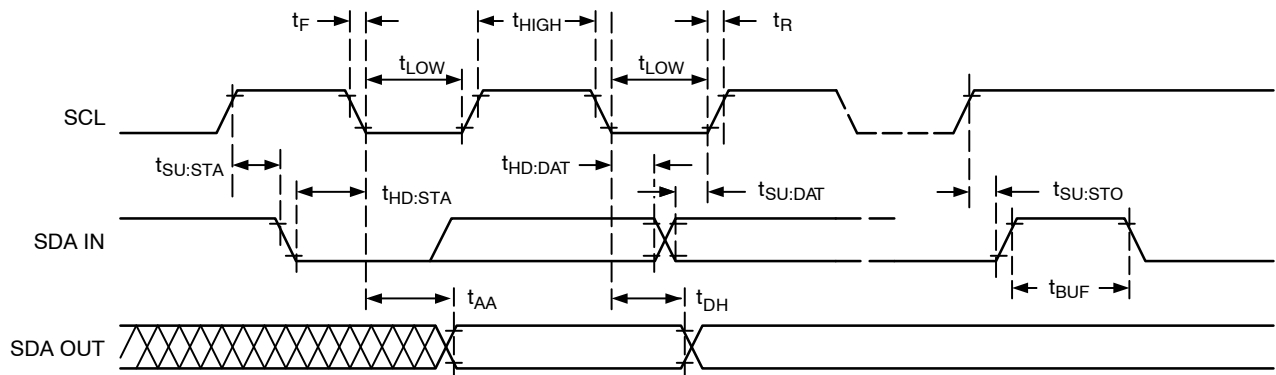 tF tHIGH tR
tLOW tLOW
SCL
tSU:STA tHD:DAT
tHD:STA tSU:DAT tSU:STO
SDA IN
tBUF
tAA tDH
SDA OUT